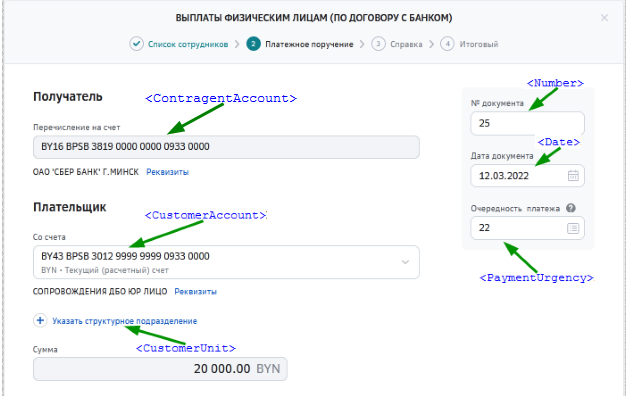 ВЫПЛАТЫ ФИЗИЧЕСКИМ ЛИЦАМ (ПО ДОГОВОРУ С БАНКОМ)
Список сотрудников > 2 Платежное поручение > 3 Справка > 4 Итоговый
Получатель
<ContragentAccount>
Перечисление на счет
BY16 BPSB 3819 0000 0000 0933 0000
ОАО 'СБЕР БАНК' Г.МИНСК Реквизиты
<Number>
№ документа
25
<Date>
Дата документа
12.03.2022
Очередность платежа ?
22
<PaymentUrgency>
Плательщик
<CustomerAccount>
Со счета
BY43 BPSB 3012 9999 9999 0933 0000
BYN • Текущий (расчетный) счет
СОПРОВОЖДЕНИЯ ДБО ЮР ЛИЦО Реквизиты
+ Указать структурное подразделение
<CustomerUnit>
Сумма
20 000.00 BYN